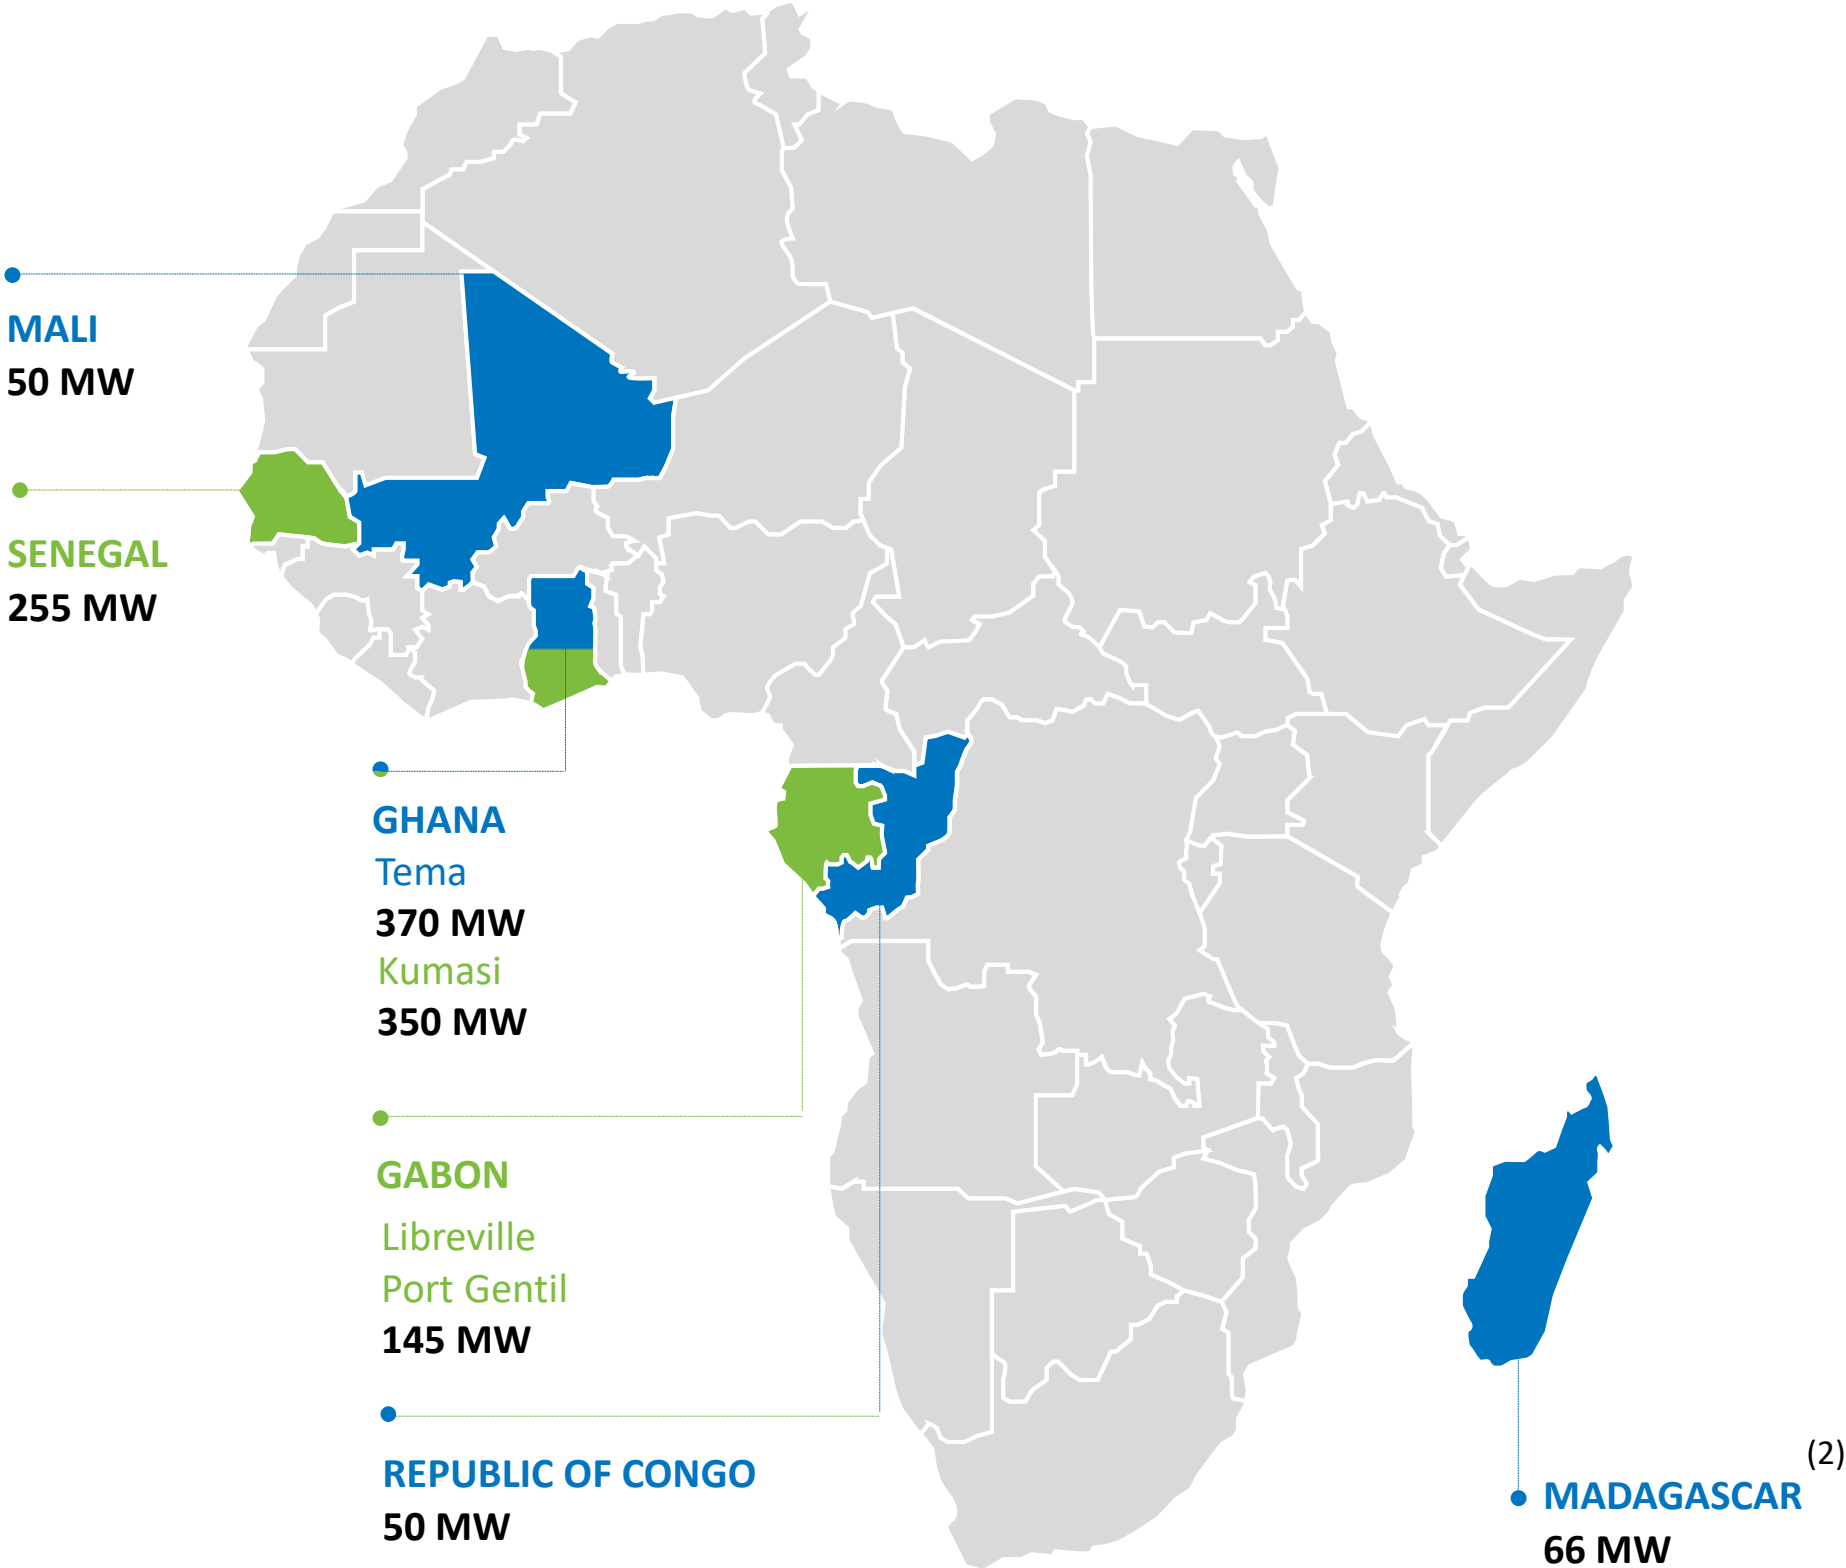 MALI
50 MW
SENEGAL
255 MW
GHANA
Tema
370 MW
Kumasi
350 MW
GABON
Libreville
Port Gentil
145 MW
REPUBLIC OF CONGO
50 MW
(2)
MADAGASCAR
66 MW